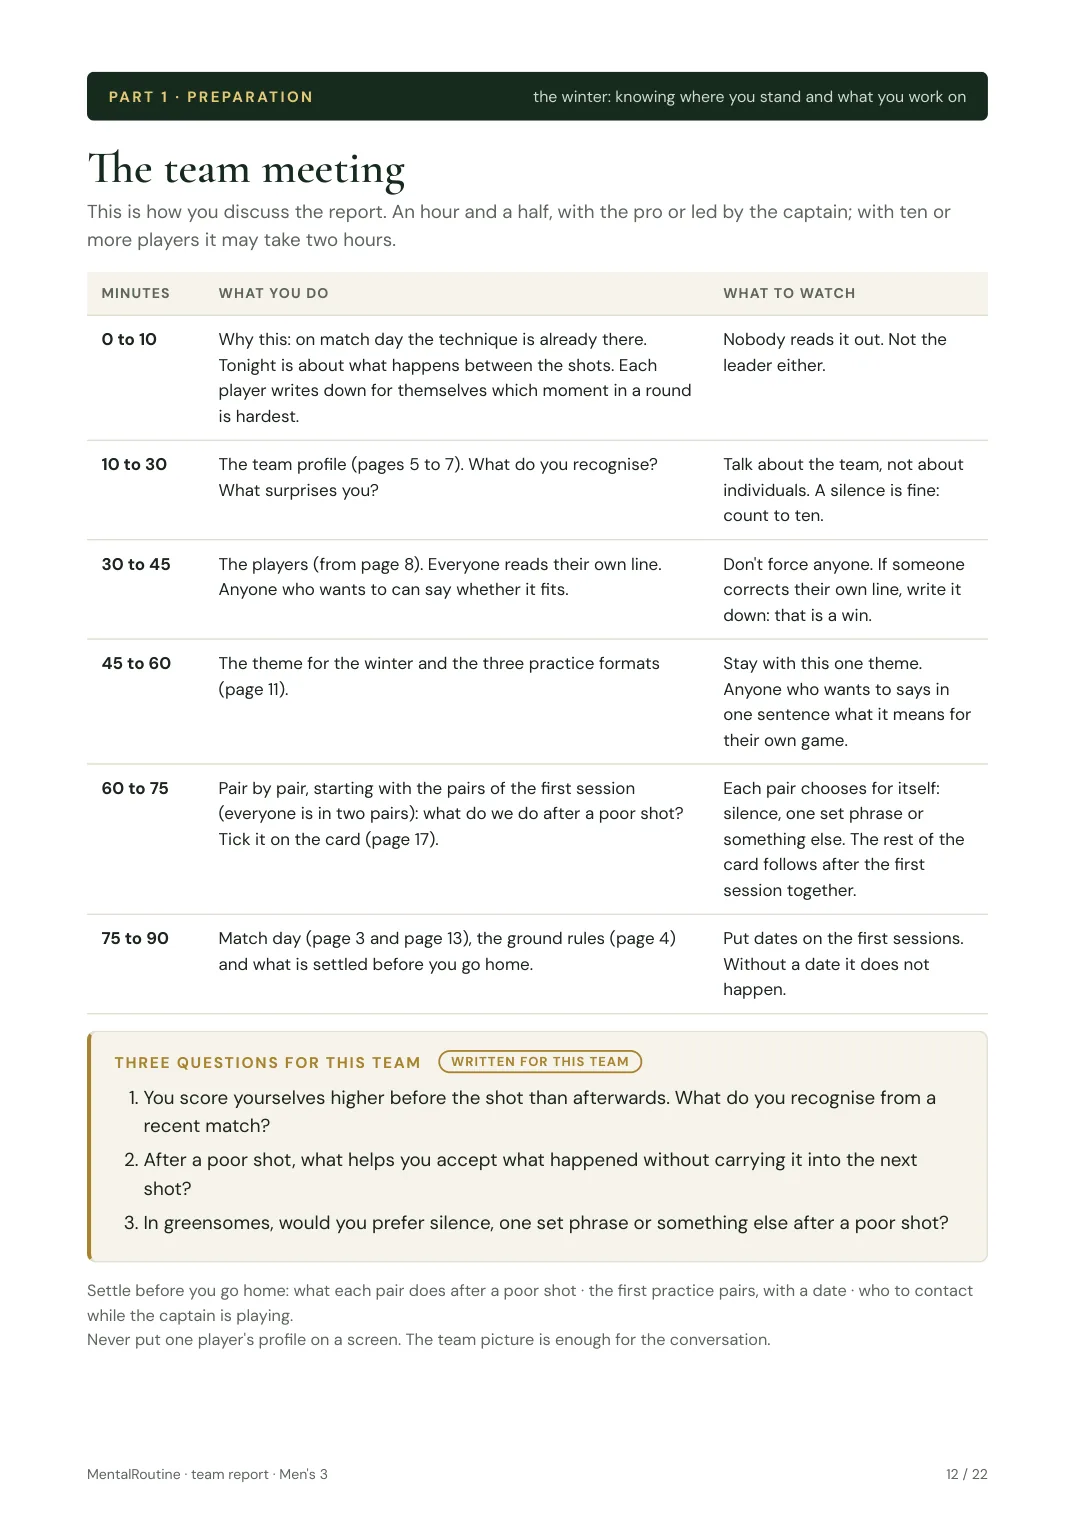 PART 1 · PREPARATION
the winter: knowing where you stand and what you work on
The team meeting
This is how you discuss the report. An hour and a half, with the pro or led by the captain; with ten or
more players it may take two hours.
MINUTES
WHAT YOU DO
WHAT TO WATCH
0 to 10
Why this: on match day the technique is already there.
Tonight is about what happens between the shots. Each
player writes down for themselves which moment in a round
is hardest.
Nobody reads it out. Not the
leader either.
10 to 30
The team profile (pages 5 to 7). What do you recognise?
What surprises you?
Talk about the team, not about
individuals. A silence is fine:
count to ten.
30 to 45
The players (from page 8). Everyone reads their own line.
Anyone who wants to can say whether it fits.
Don't force anyone. If someone
corrects their own line, write it
down: that is a win.
45 to 60
The theme for the winter and the three practice formats
(page 11).
Stay with this one theme.
Anyone who wants to says in
one sentence what it means for
their own game.
60 to 75
Pair by pair, starting with the pairs of the first session
(everyone is in two pairs): what do we do after a poor shot?
Tick it on the card (page 17).
Each pair chooses for itself:
silence, one set phrase or
something else. The rest of the
card follows after the first
session together.
75 to 90
Match day (page 3 and page 13), the ground rules (page 4)
and what is settled before you go home.
Put dates on the first sessions.
Without a date it does not
happen.
THREE QUESTIONS FOR THIS TEAM
WRITTEN FOR THIS TEAM
1. You score yourselves higher before the shot than afterwards. What do you recognise from a
recent match?
2. After a poor shot, what helps you accept what happened without carrying it into the next
shot?
3. In greensomes, would you prefer silence, one set phrase or something else after a poor shot?
Settle before you go home: what each pair does after a poor shot · the first practice pairs, with a date · who to contact
while the captain is playing.
Never put one player's profile on a screen. The team picture is enough for the conversation.
MentalRoutine · team report · Men's 3
12 / 22